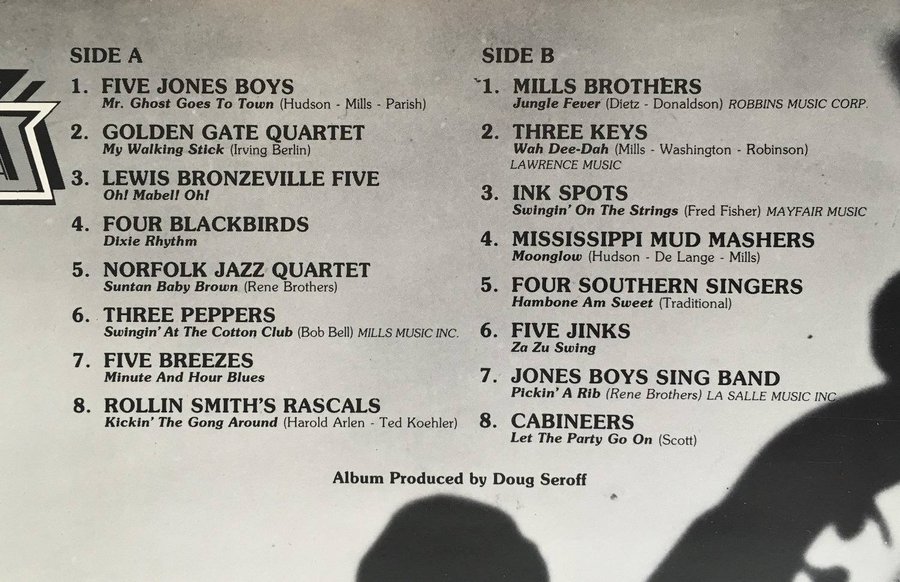 SIDE A
1. FIVE JONES BOYS
Mr. Ghost Goes To Town (Hudson - Mills - Parish)
2. GOLDEN GATE QUARTET
My Walking Stick (Irving Berlin)
3. LEWIS BRONZEVILLE FIVE
Oh! Mabel! Oh!
4. FOUR BLACKBIRDS
Dixie Rhythm
5. NORFOLK JAZZ QUARTET
Suntan Baby Brown (Rene Brothers)
6. THREE PEPPERS
Swingin' At The Cotton Club (Bob Bell) MILLS MUSIC INC.
7. FIVE BREEZES
Minute And Hour Blues
8. ROLLIN SMITH'S RASCALS
Kickin' The Gong Around (Harold Arlen - Ted Koehler)
SIDE B
1. MILLS BROTHERS
Jungle Fever (Dietz - Donaldson) ROBBINS MUSIC CORP.
2. THREE KEYS
Wah Dee-Dah (Mills - Washington - Robinson)
LAWRENCE MUSIC
3. INK SPOTS
Swingin' On The Strings (Fred Fisher) MAYFAIR MUSIC
4. MISSISSIPPI MUD MASHERS
Moonglow (Hudson - De Lange - Mills)
5. FOUR SOUTHERN SINGERS
Hambone Am Sweet (Traditional)
6. FIVE JINKS
Za Zu Swing
7. JONES BOYS SING BAND
Pickin' A Rib (Rene Brothers) LA SALLE MUSIC INC
8. CABINEERS
Let The Party Go On (Scott)
Album Produced by Doug Seroff